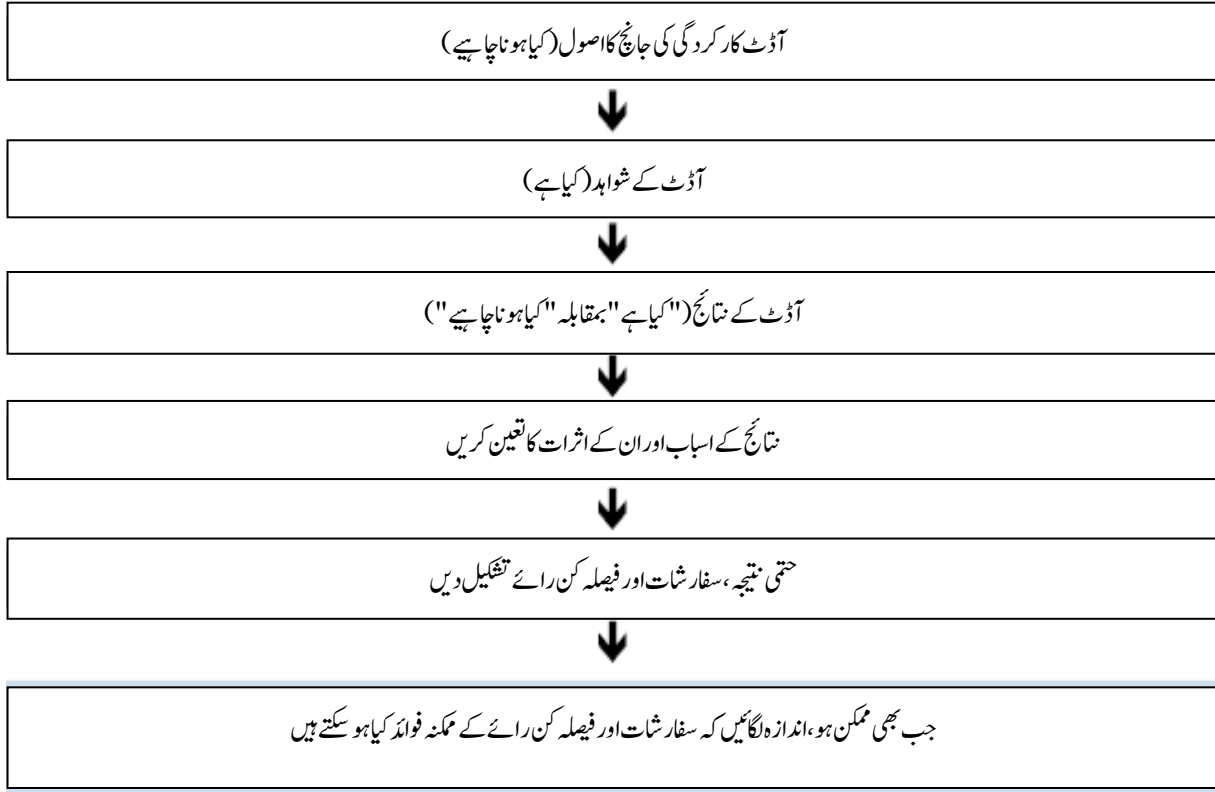 آڈٹ کارکردگی کی جانچ کا اصول (کیا ہونا چاہیے)
آڈٹ کے شواہد (کیا ہے)
آڈٹ کے نتائج ("کیا ہے" بمقابلہ "کیا ہونا چاہیے")
نتائج کے اسباب اور ان کے اثرات کا تعین کریں
حتمی نتیجہ، سفارشات اور فیصلہ کن رائے تشکیل دیں
جب بھی ممکن ہو، اندازہ لگائیں کہ سفارشات اور فیصلہ کن رائے کے ممکنہ فوائد کیا ہو سکتے ہیں